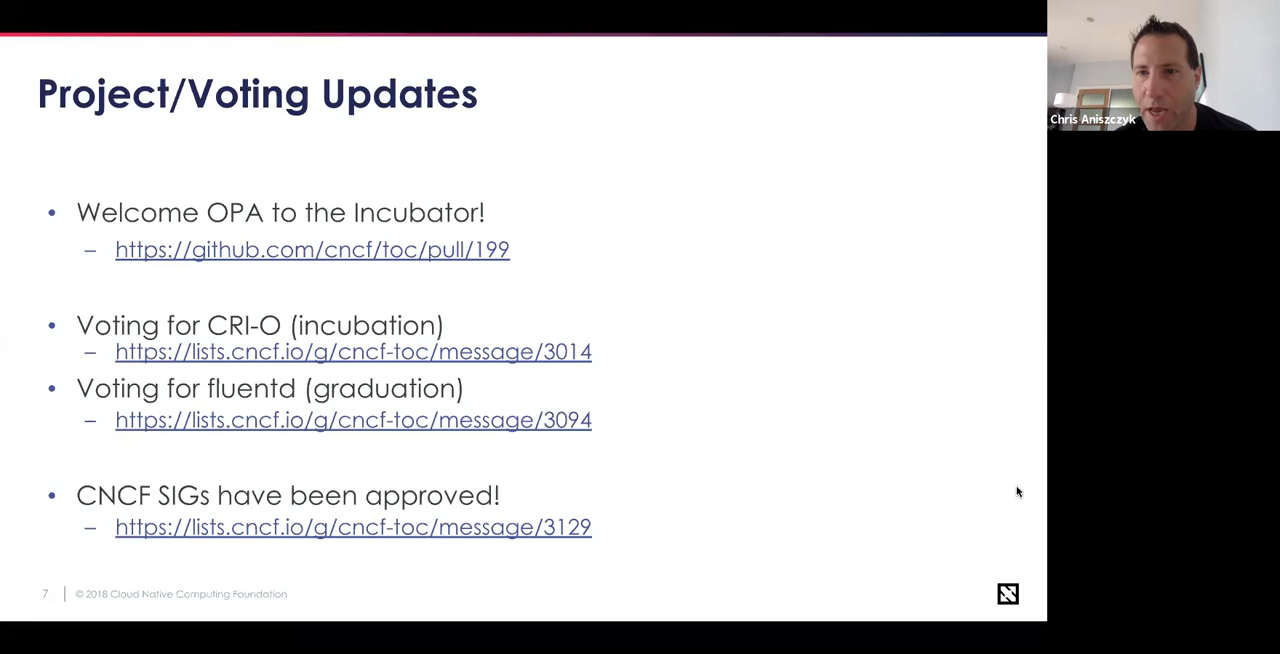 Project/Voting Updates
• Welcome OPA to the Incubator!
– https://github.com/cncf/toc/pull/199
• Voting for CRI-O (incubation)
– https://lists.cncf.io/g/cncf-toc/message/3014
• Voting for fluentd (graduation)
– https://lists.cncf.io/g/cncf-toc/message/3094
• CNCF SIGs have been approved!
– https://lists.cncf.io/g/cncf-toc/message/3129
7 | © 2018 Cloud Native Computing Foundation
Chris Aniszczyk